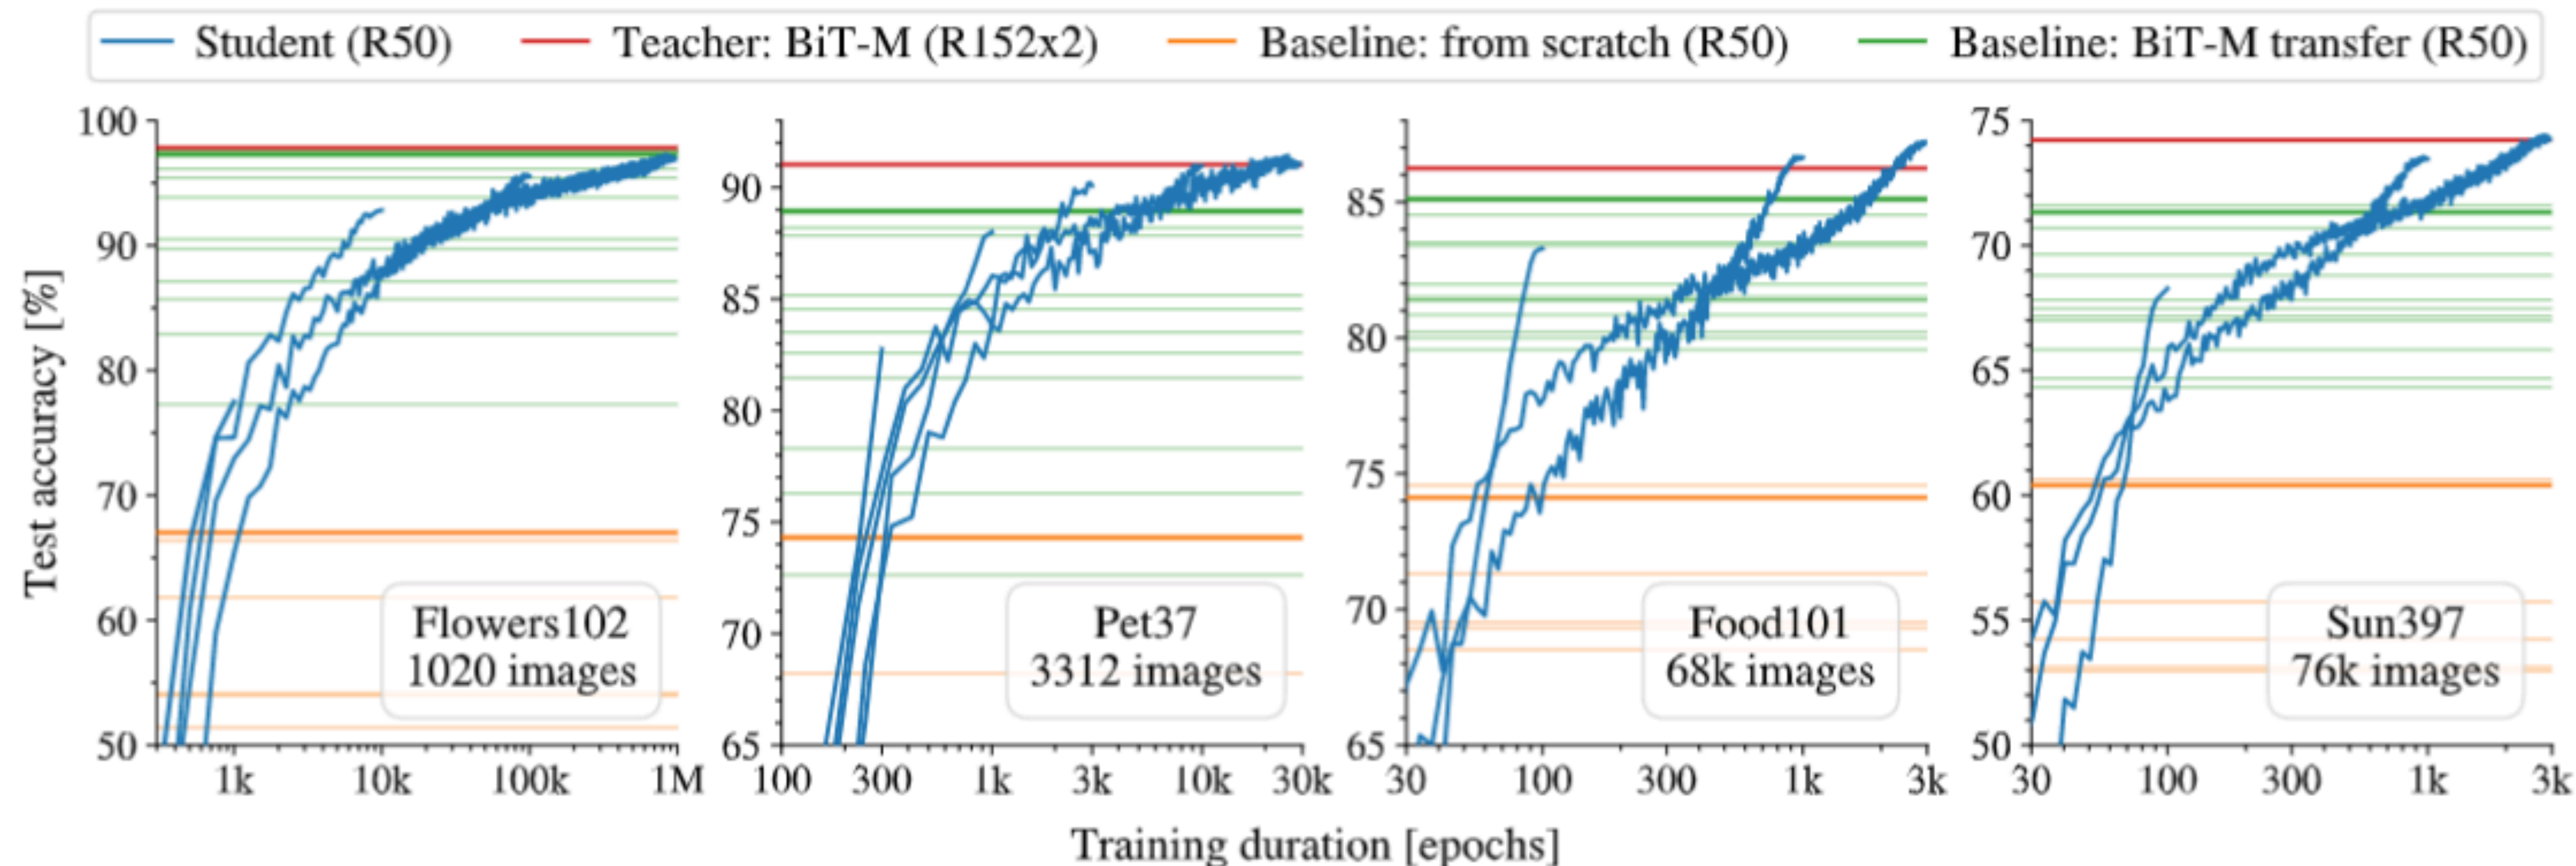 Student (R50) Teacher: BiT-M (R152x2) Baseline: from scratch (R50) Baseline: BiT-M transfer (R50)
Test accuracy [%]
100
90
80
70
60
50
1k 10k 100k 1M
Flowers102
1020 images
90
85
80
75
70
65
100 300 1k 3k 10k 30k
Pet37
3312 images
85
80
75
70
65
30 100 300 1k 3k
Food101
68k images
75
70
65
60
55
50
30 100 300 1k 3k
Sun397
76k images
Training duration [epochs]